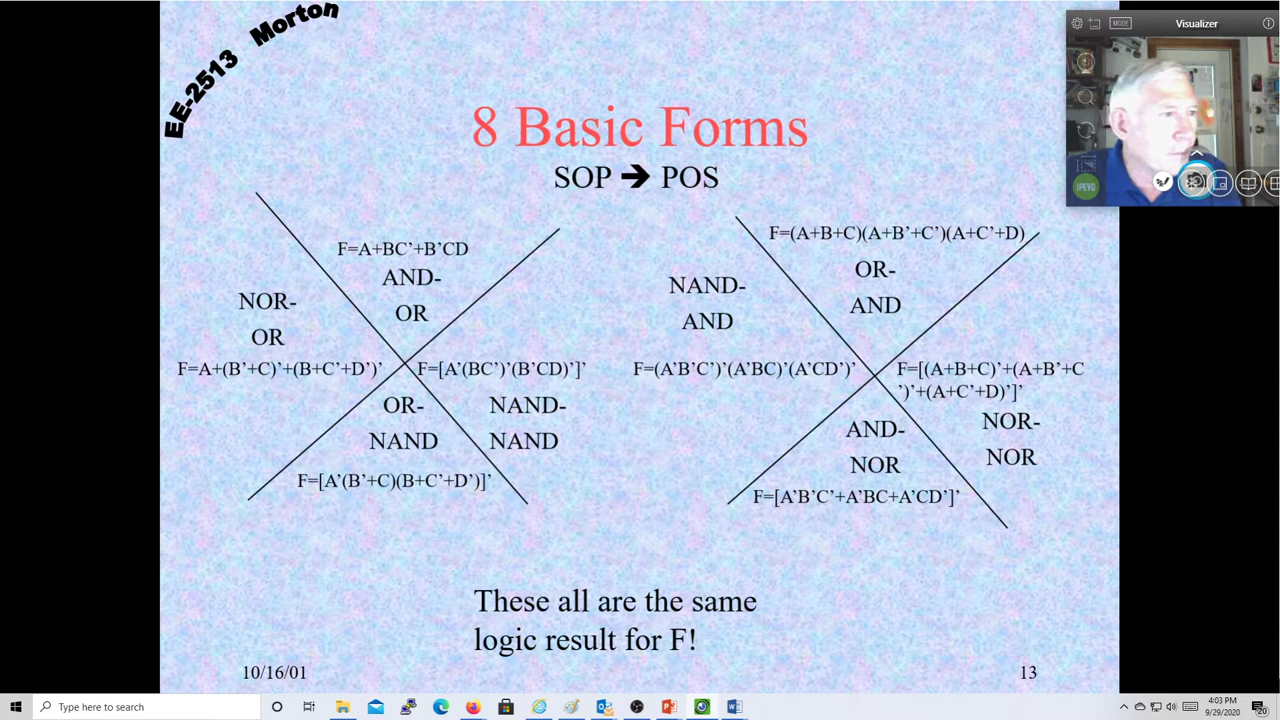 EE-2513 Morton
MODE
Visualizer
IPEVO
8 Basic Forms
SOP ➔ POS
F=A+BC’+B’CD
AND-
OR
NOR-
OR
F=A+(B’+C)’+(B+C’+D’)’
F=[A’(BC’)’(B’CD)’]’
OR-
NAND
NAND-
NAND
F=[A’(B’+C)(B+C’+D’)]’
F=(A+B+C)(A+B’+C’)(A+C’+D)
OR-
AND
NAND-
AND
F=(A’B’C’)’(A’BC)’(A’CD’)’
F=[(A+B+C)’+(A+B’+C
’)’+(A+C’+D)’]’
AND-
NOR
NOR-
NOR
F=[A’B’C’+A’BC+A’CD’]’
These all are the same
logic result for F!
10/16/01
13
Type here to search
4:03 PM
9/29/2020
20